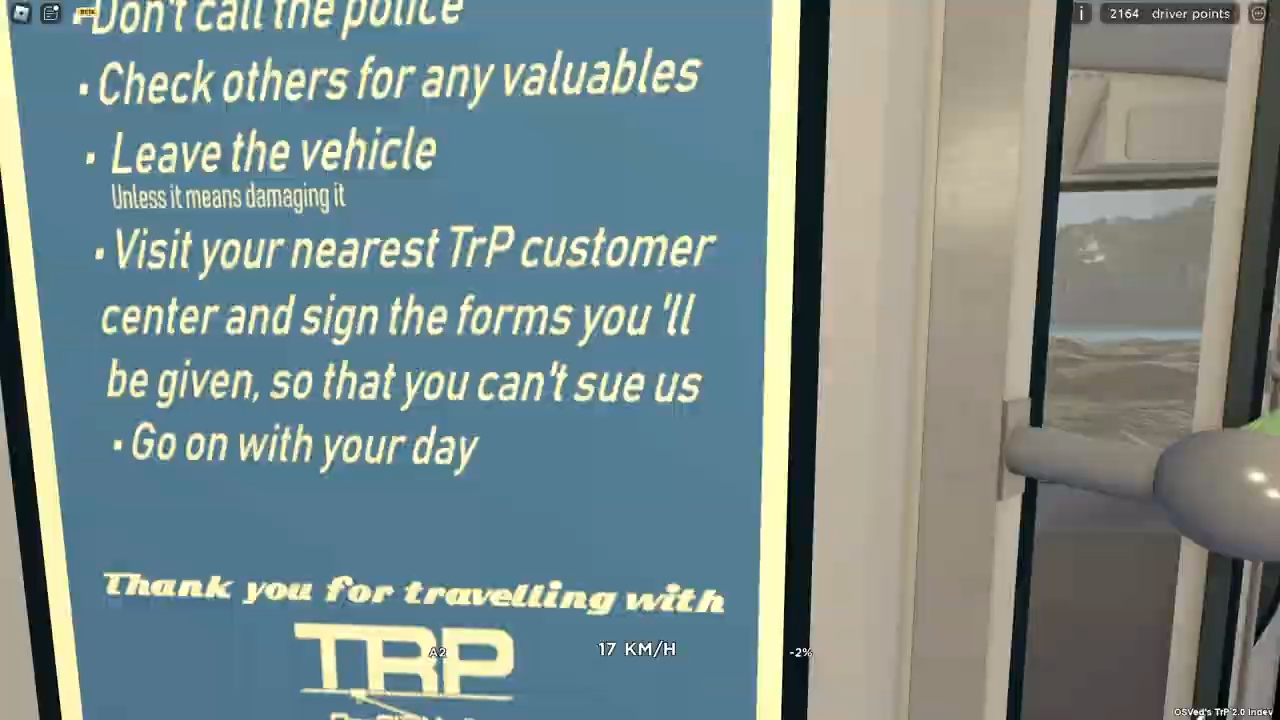 BETA
i 2164 driver points
Don't call the police
· Check others for any valuables
· Leave the vehicle
Unless it means damaging it
· Visit your nearest TrP customer
center and sign the forms you 'll
be given, so that you can't sue us
· Go on with your day
Thank you for travelling with
TRP
A2 17 KM/H -2%
OSVed's TrP 2.0 Indev